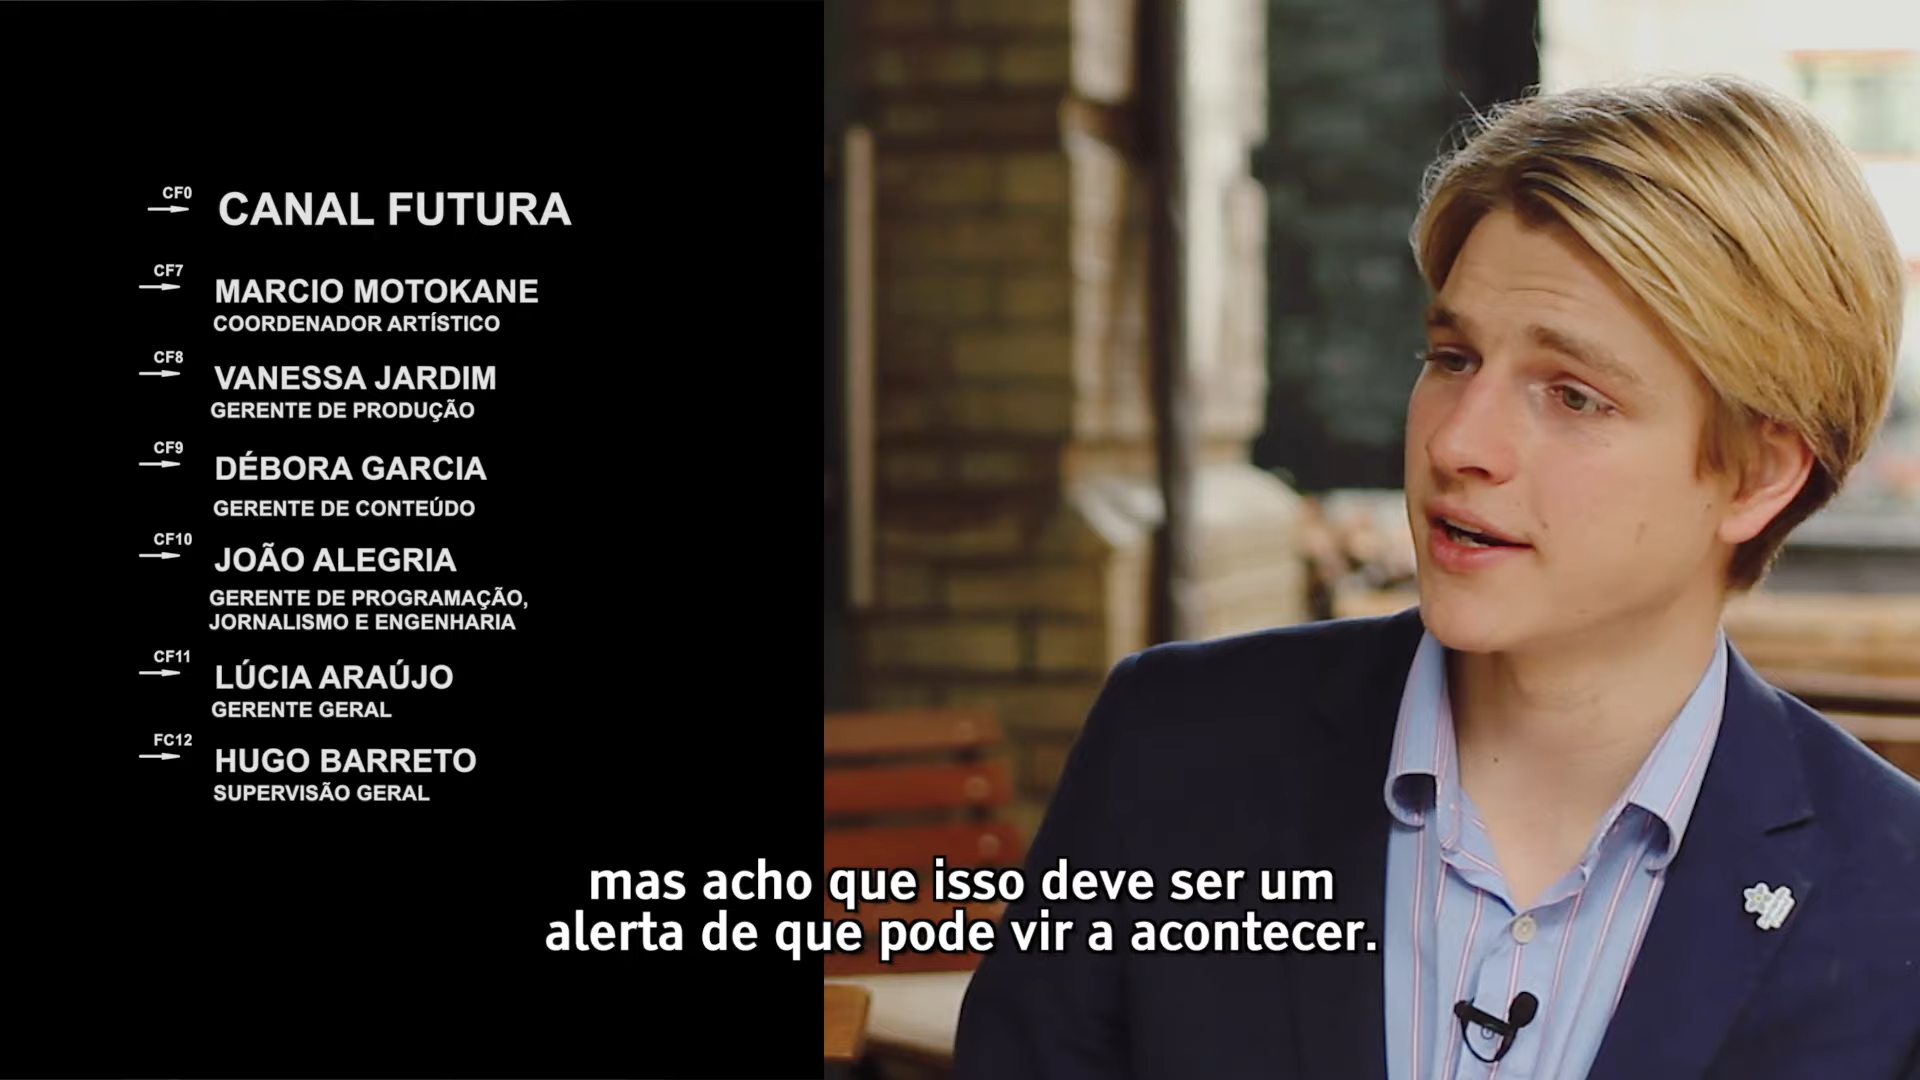 CF0
CANAL FUTURA
CF7
MARCIO MOTOKANE
COORDENADOR ARTÍSTICO
CF8
VANESSA JARDIM
GERENTE DE PRODUÇÃO
CF9
DÉBORA GARCIA
GERENTE DE CONTEÚDO
CF10
JOÃO ALEGRIA
GERENTE DE PROGRAMAÇÃO,
JORNALISMO E ENGENHARIA
CF11
LÚCIA ARAÚJO
GERENTE GERAL
FC12
HUGO BARRETO
SUPERVISÃO GERAL
mas acho que isso deve ser um
alerta de que pode vir a acontecer.